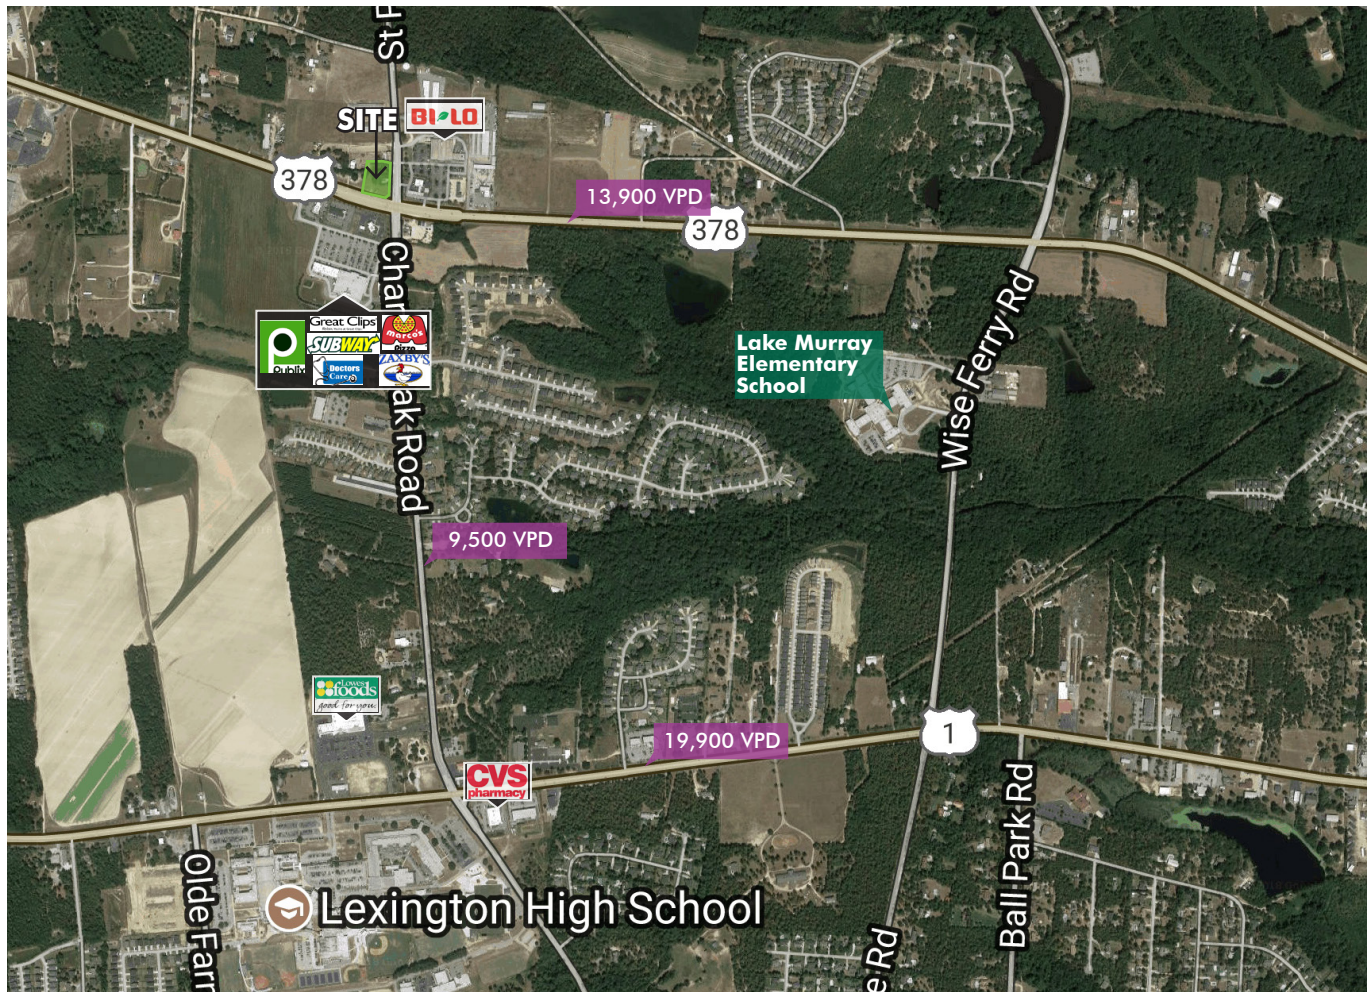 St P
SITE
BI-LO
378
13,900 VPD
378
Char
ak Road
Great Clips
Publix
SUBWAY
Marco's
Pizza
Doctors
Care
ZAXBY'S
Lake Murray
Elementary
School
Wise Ferry Rd
9,500 VPD
Lowes
foods
good for you.
19,900 VPD
1
CVS
pharmacy
Ball Park Rd
Olde Farr
Lexington High School
e Rd